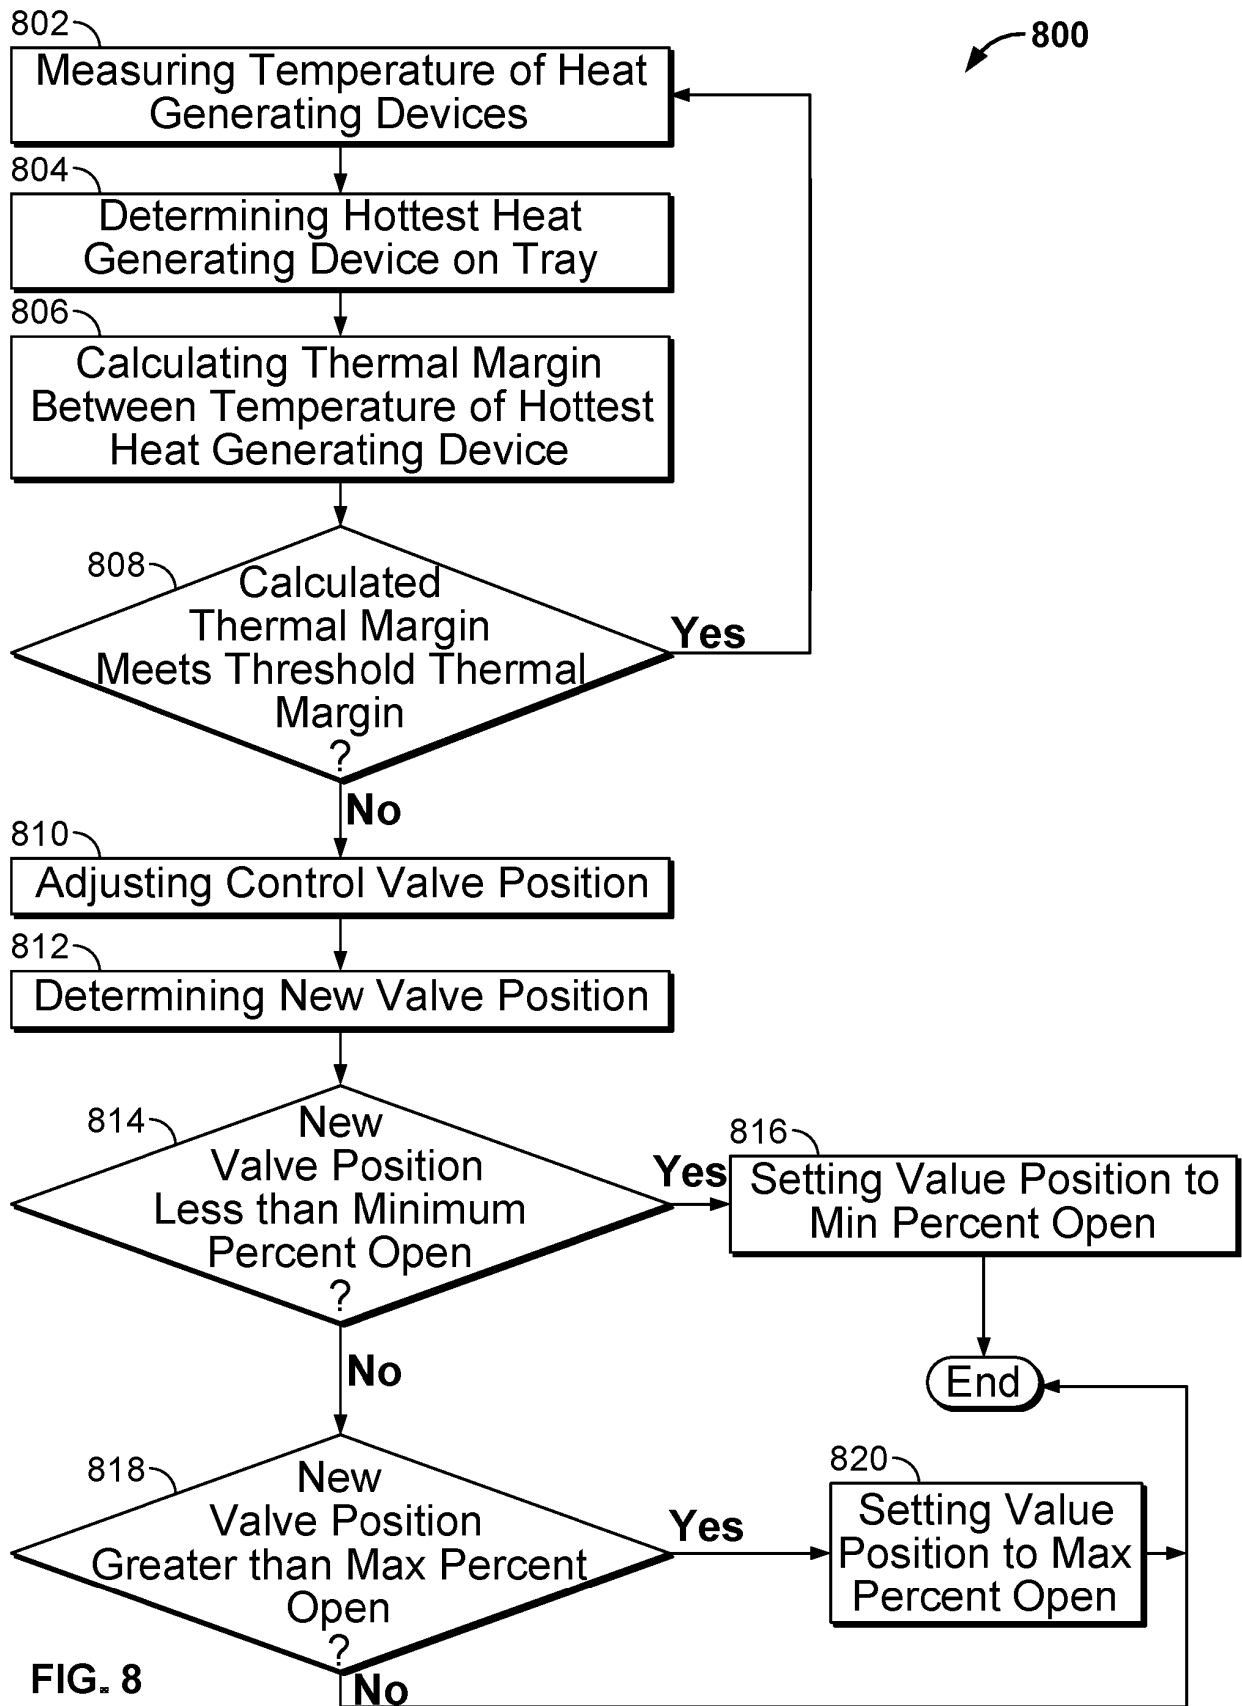 802
800
Measuring Temperature of Heat
Generating Devices
804
Determining Hottest Heat
Generating Device on Tray
806
Calculating Thermal Margin
Between Temperature of Hottest
Heat Generating Device
808
Calculated
Thermal Margin
Meets Threshold Thermal
Margin
?
Yes
No
810
Adjusting Control Valve Position
812
Determining New Valve Position
814
New
Valve Position
Less than Minimum
Percent Open
?
Yes
816
Setting Value Position to
Min Percent Open
No
End
818
New
Valve Position
Greater than Max Percent
Open
?
Yes
820
Setting Value
Position to Max
Percent Open
No
FIG. 8